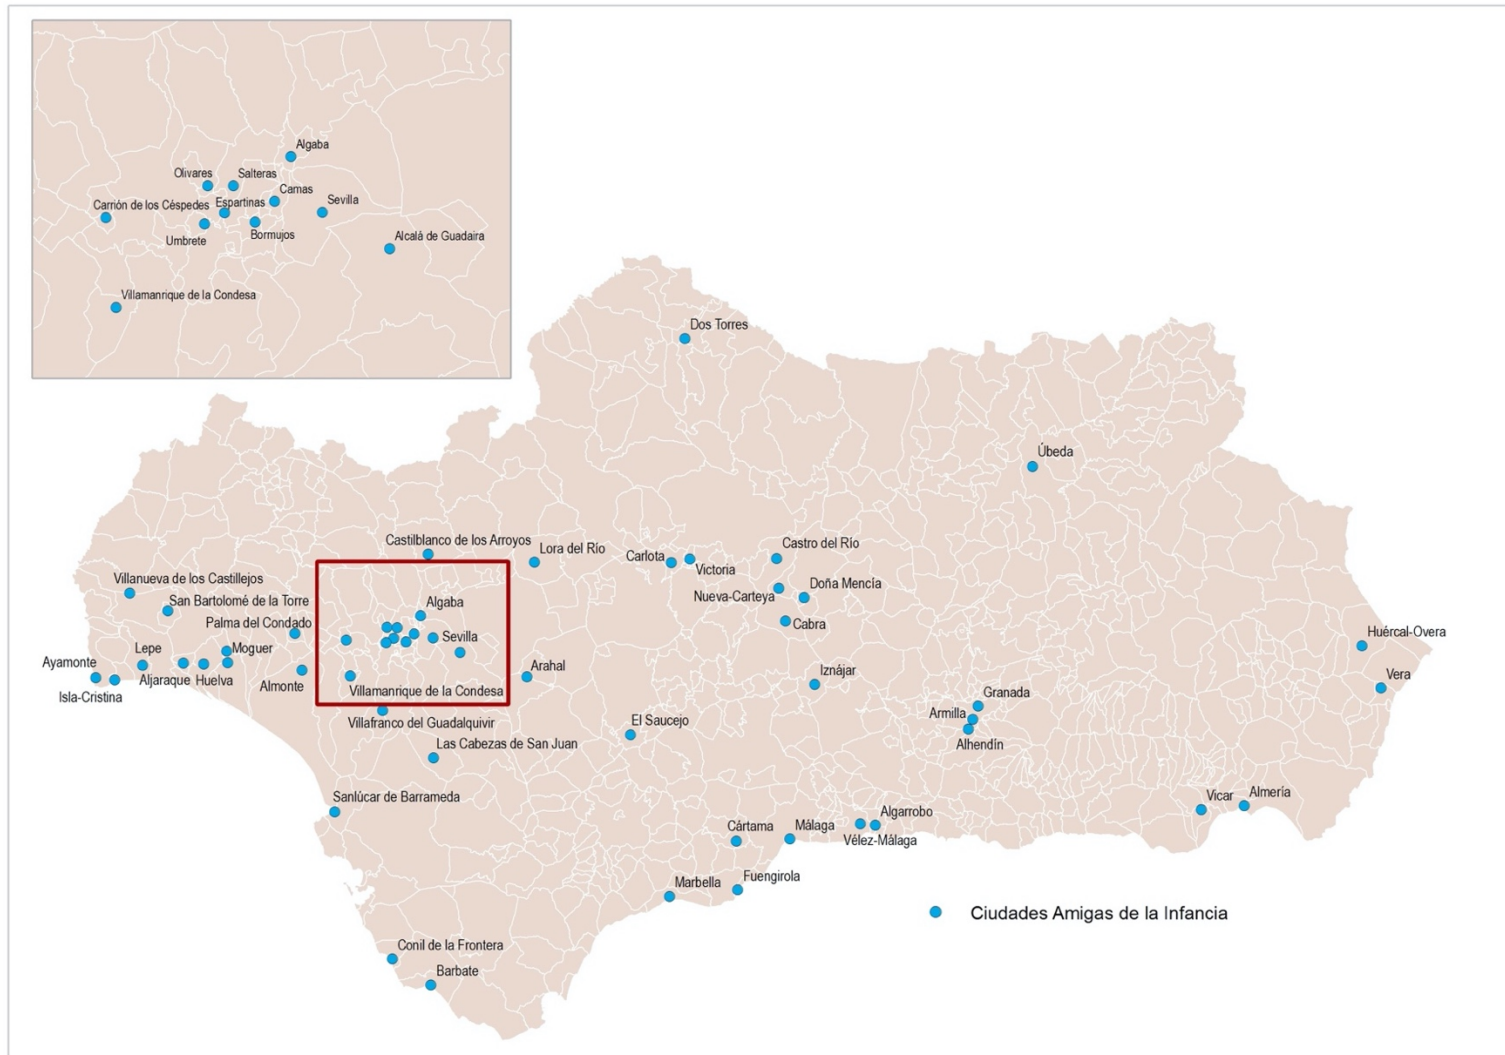 Algaba
Olivares
Salteras
Camas
Carrión de los Céspedes
Espartinas
Sevilla
Umbrete
Bormujos
Alcalá de Guadaira
Villamanrique de la Condesa
Dos Torres
Úbeda
Castilblanco de los Arroyos
Lora del Río
Carlota
Victoria
Castro del Río
Villanueva de los Castillejos
Nueva-Carteya
Doña Mencía
San Bartolomé de la Torre
Algaba
Palma del Condado
Cabra
Sevilla
Huércal-Overa
Moguer
Lepe
Ayamonte
Arahal
Iznájar
Vera
Aljaraque
Huelva
Almonte
Villamanrique de la Condesa
Isla-Cristina
Granada
Armilla
Villafranco del Guadalquivir
El Saucejo
Alhendín
Las Cabezas de San Juan
Sanlúcar de Barrameda
Vicar
Almería
Algarrobo
Cártama
Málaga
Vélez-Málaga
Marbella
Fuengirola
Ciudades Amigas de la Infancia
Conil de la Frontera
Barbate